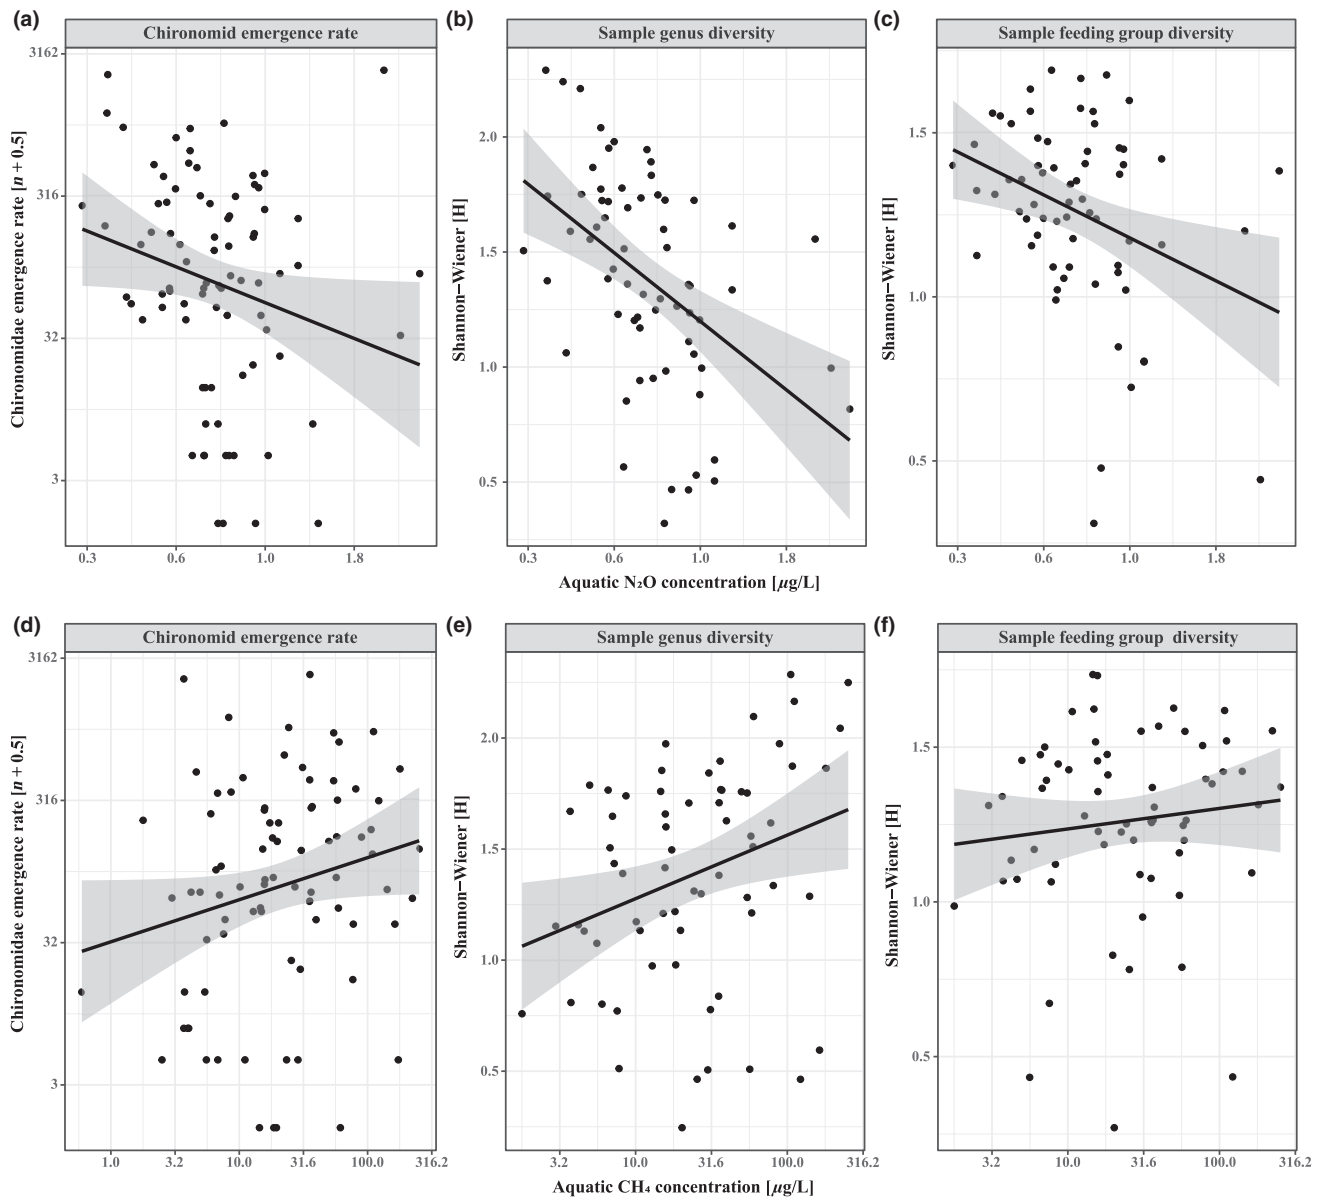 (a) (b) (c)
Chironomid emergence rate
Sample genus diversity
Sample feeding group diversity
Chironomidae emergence rate [n + 0.5]
3162
316
32
3
0.3 0.6 1.0 1.8
Shannon–Wiener [H]
2.0
1.5
1.0
0.5
0.3 0.6 1.0 1.8
Shannon–Wiener [H]
1.5
1.0
0.5
0.3 0.6 1.0 1.8
Aquatic N₂O concentration [µg/L]
(d) (e) (f)
Chironomid emergence rate
Sample genus diversity
Sample feeding group diversity
Chironomidae emergence rate [n + 0.5]
3162
316
32
3
1.0 3.2 10.0 31.6 100.0 316.2
Shannon–Wiener [H]
2.0
1.5
1.0
0.5
3.2 10.0 31.6 100.0 316.2
Shannon–Wiener [H]
1.5
1.0
0.5
3.2 10.0 31.6 100.0 316.2
Aquatic CH₄ concentration [µg/L]